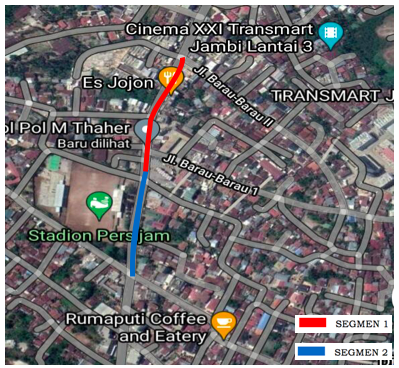 Cinema XXI Transmart
Jambi Lantai 3
Es Jojon
Jl. Barau-Barau II
TRANSMART J
ol Pol M Thaher
Baru dilihat
Jl. Barau-Barau 1
Stadion Persijam
Rumaputi Coffee
and Eatery
SEGMEN 1
SEGMEN 2